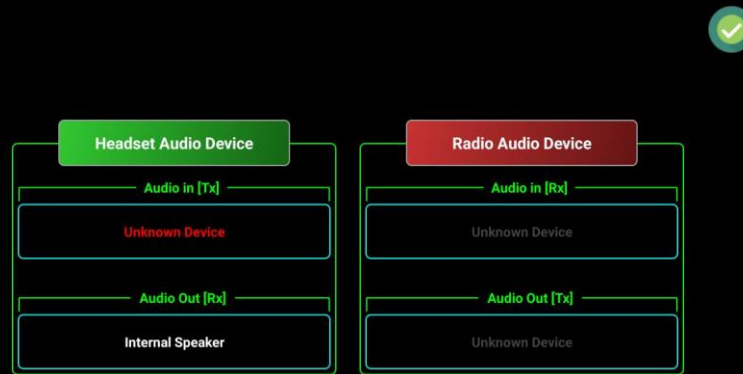 Headset Audio Device
Audio in [Tx]
Unknown Device
Audio Out [Rx]
Internal Speaker
Radio Audio Device
Audio in [Rx]
Unknown Device
Audio Out [Tx]
Unknown Device